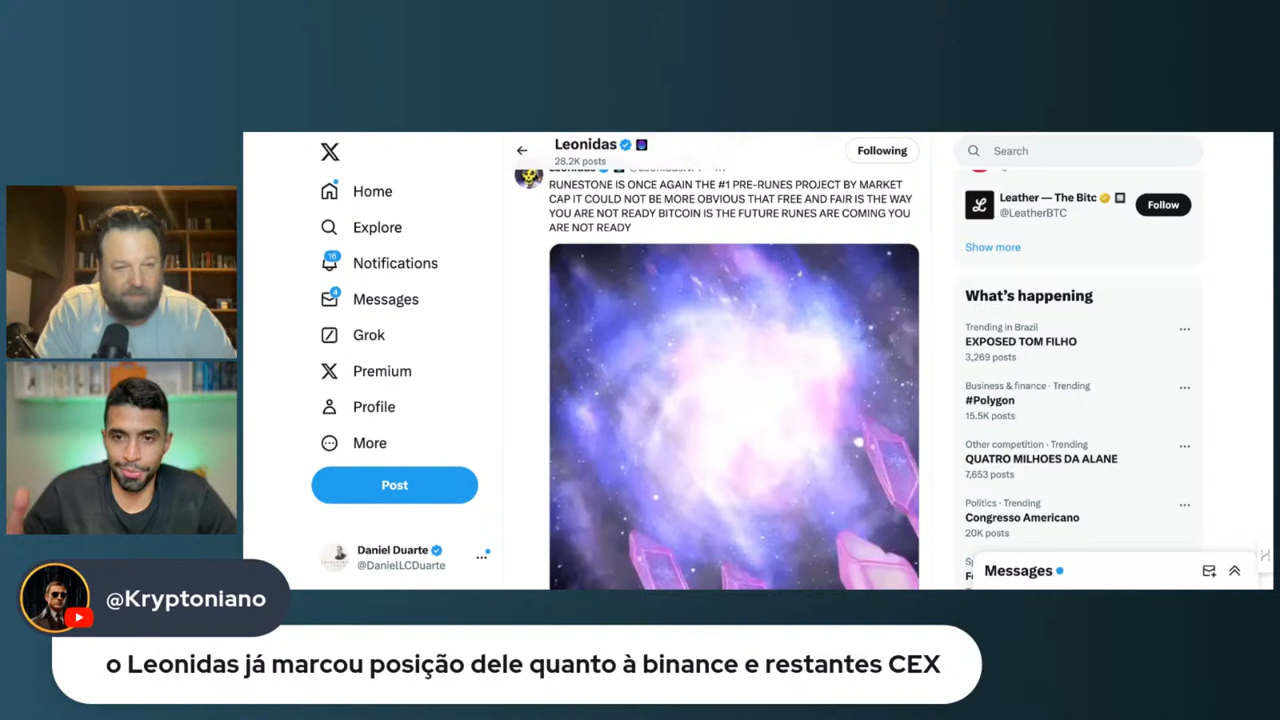 Home
Explore
16
Notifications
4
Messages
Grok
Premium
Profile
More
Post
Daniel Duarte
@DanielLCDuarte
Leonidas
28.2K posts
Following
RUNESTONE IS ONCE AGAIN THE #1 PRE-RUNES PROJECT BY MARKET
CAP IT COULD NOT BE MORE OBVIOUS THAT FREE AND FAIR IS THE WAY
YOU ARE NOT READY BITCOIN IS THE FUTURE RUNES ARE COMING YOU
ARE NOT READY
Search
Leather — The Bitc
@LeatherBTC
Follow
Show more
What's happening
Trending in Brazil
EXPOSED TOM FILHO
3,269 posts
Business & finance · Trending
#Polygon
15.5K posts
Other competition · Trending
QUATRO MILHOES DA ALANE
7,653 posts
Politics · Trending
Congresso Americano
20K posts
Messages
@Kryptoniano
o Leonidas já marcou posição dele quanto à binance e restantes CEX